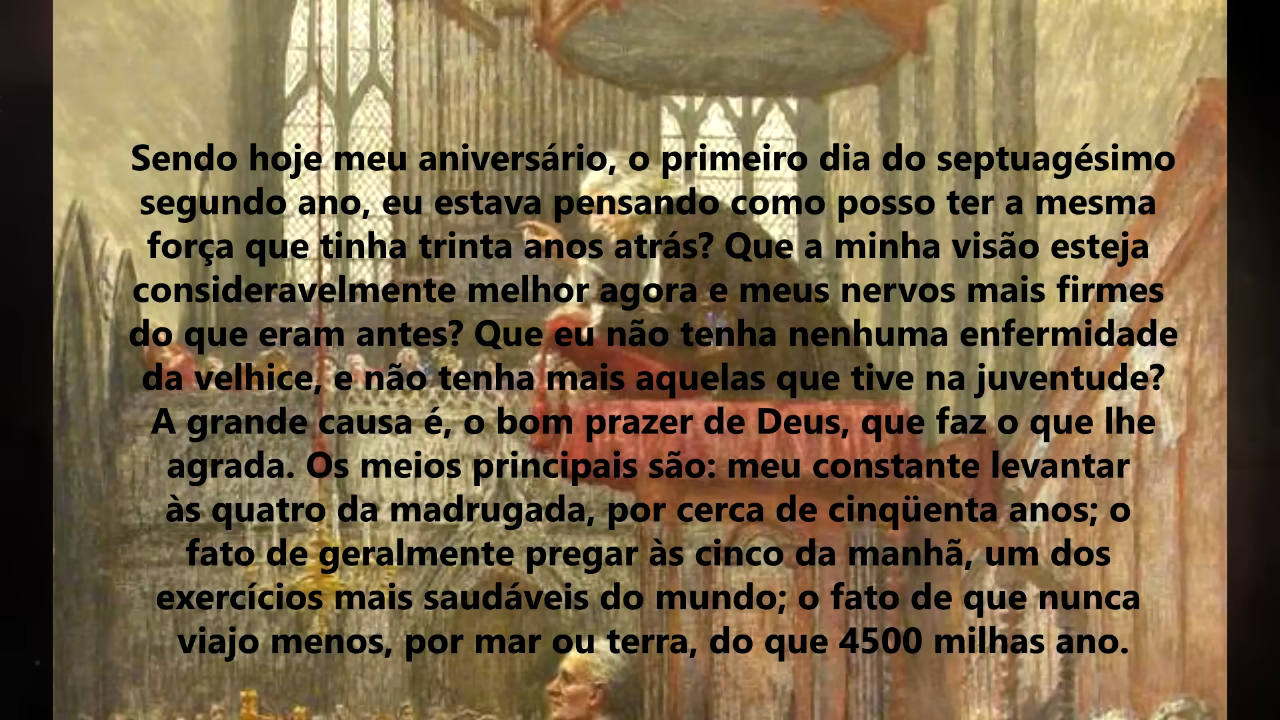 Sendo hoje meu aniversário, o primeiro dia do septuagésimo
segundo ano, eu estava pensando como posso ter a mesma
força que tinha trinta anos atrás? Que a minha visão esteja
consideravelmente melhor agora e meus nervos mais firmes
do que eram antes? Que eu não tenha nenhuma enfermidade
da velhice, e não tenha mais aquelas que tive na juventude?
A grande causa é, o bom prazer de Deus, que faz o que lhe
agrada. Os meios principais são: meu constante levantar
às quatro da madrugada, por cerca de cinqüenta anos; o
fato de geralmente pregar às cinco da manhã, um dos
exercícios mais saudáveis do mundo; o fato de que nunca
viajo menos, por mar ou terra, do que 4500 milhas ano.